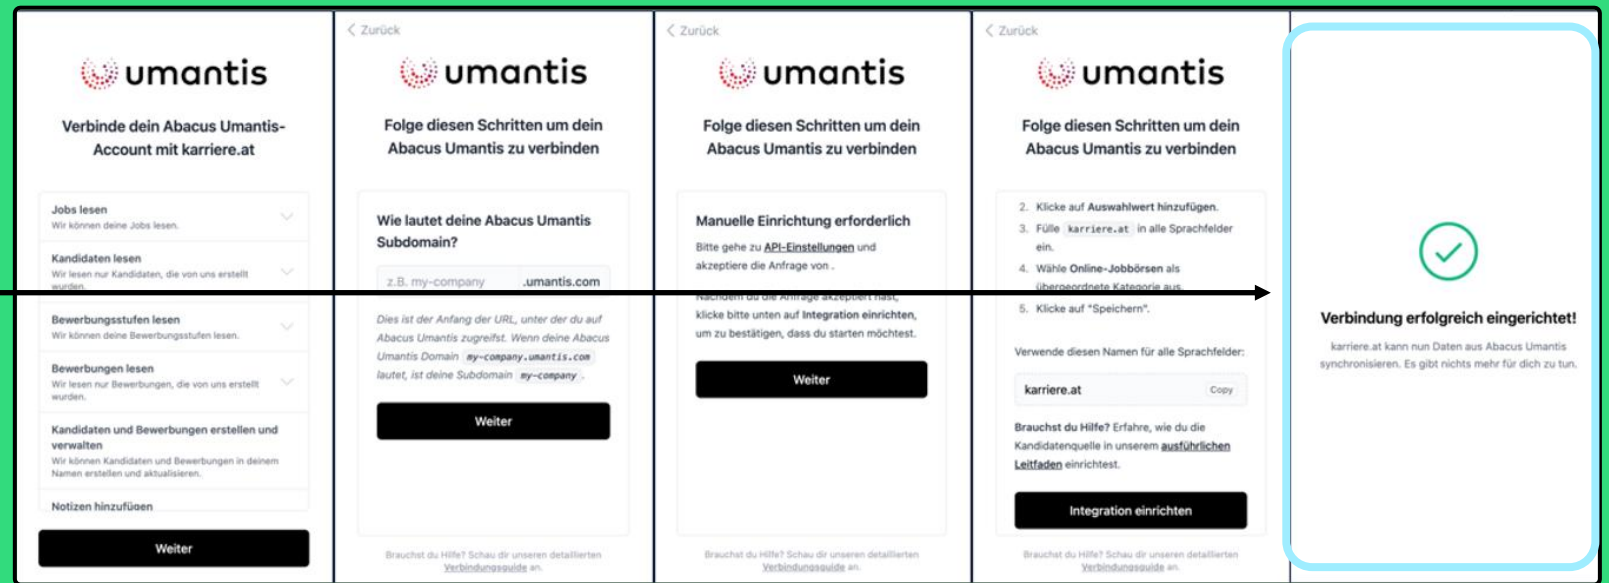 umantis
Verbinde dein Abacus Umantis-
Account mit karriere.at
Jobs lesen
Wir können deine Jobs lesen.
Kandidaten lesen
Wir lesen nur Kandidaten, die von uns erstellt
wurden.
Bewerbungsstufen lesen
Wir können deine Bewerbungsstufen lesen.
Bewerbungen lesen
Wir lesen nur Bewerbungen, die von uns erstellt
wurden.
Kandidaten und Bewerbungen erstellen und
verwalten
Wir können Kandidaten und Bewerbungen in deinem
Namen erstellen und aktualisieren.
Notizen hinzufügen
Weiter
Zurück
umantis
Folge diesen Schritten um dein
Abacus Umantis zu verbinden
Wie lautet deine Abacus Umantis
Subdomain?
z.B. my-company .umantis.com
Dies ist der Anfang der URL, unter der du auf
Abacus Umantis zugreifst. Wenn deine Abacus
Umantis Domain my-company.umantis.com
lautet, ist deine Subdomain my-company .
Weiter
Brauchst du Hilfe? Schau dir unseren detaillierten
Verbindungsguide an.
Zurück
umantis
Folge diesen Schritten um dein
Abacus Umantis zu verbinden
Manuelle Einrichtung erforderlich
Bitte gehe zu API-Einstellungen und
akzeptiere die Anfrage von .
Nachdem du die Anfrage akzeptiert hast,
klicke bitte unten auf Integration einrichten,
um zu bestätigen, dass du starten möchtest.
Weiter
Brauchst du Hilfe? Schau dir unseren detaillierten
Verbindungsguide an.
Zurück
umantis
Folge diesen Schritten um dein
Abacus Umantis zu verbinden
2. Klicke auf Auswahlwert hinzufügen.
3. Fülle karriere.at in alle Sprachfelder
ein.
4. Wähle Online-Jobbörsen als
übergeordnete Kategorie aus.
5. Klicke auf "Speichern".
Verwende diesen Namen für alle Sprachfelder:
karriere.at Copy
Brauchst du Hilfe? Erfahre, wie du die
Kandidatenquelle in unserem ausführlichen
Leitfaden einrichtest.
Integration einrichten
Brauchst du Hilfe? Schau dir unseren detaillierten
Verbindungsguide an.
Verbindung erfolgreich eingerichtet!
karriere.at kann nun Daten aus Abacus Umantis
synchronisieren. Es gibt nichts mehr für dich zu tun.